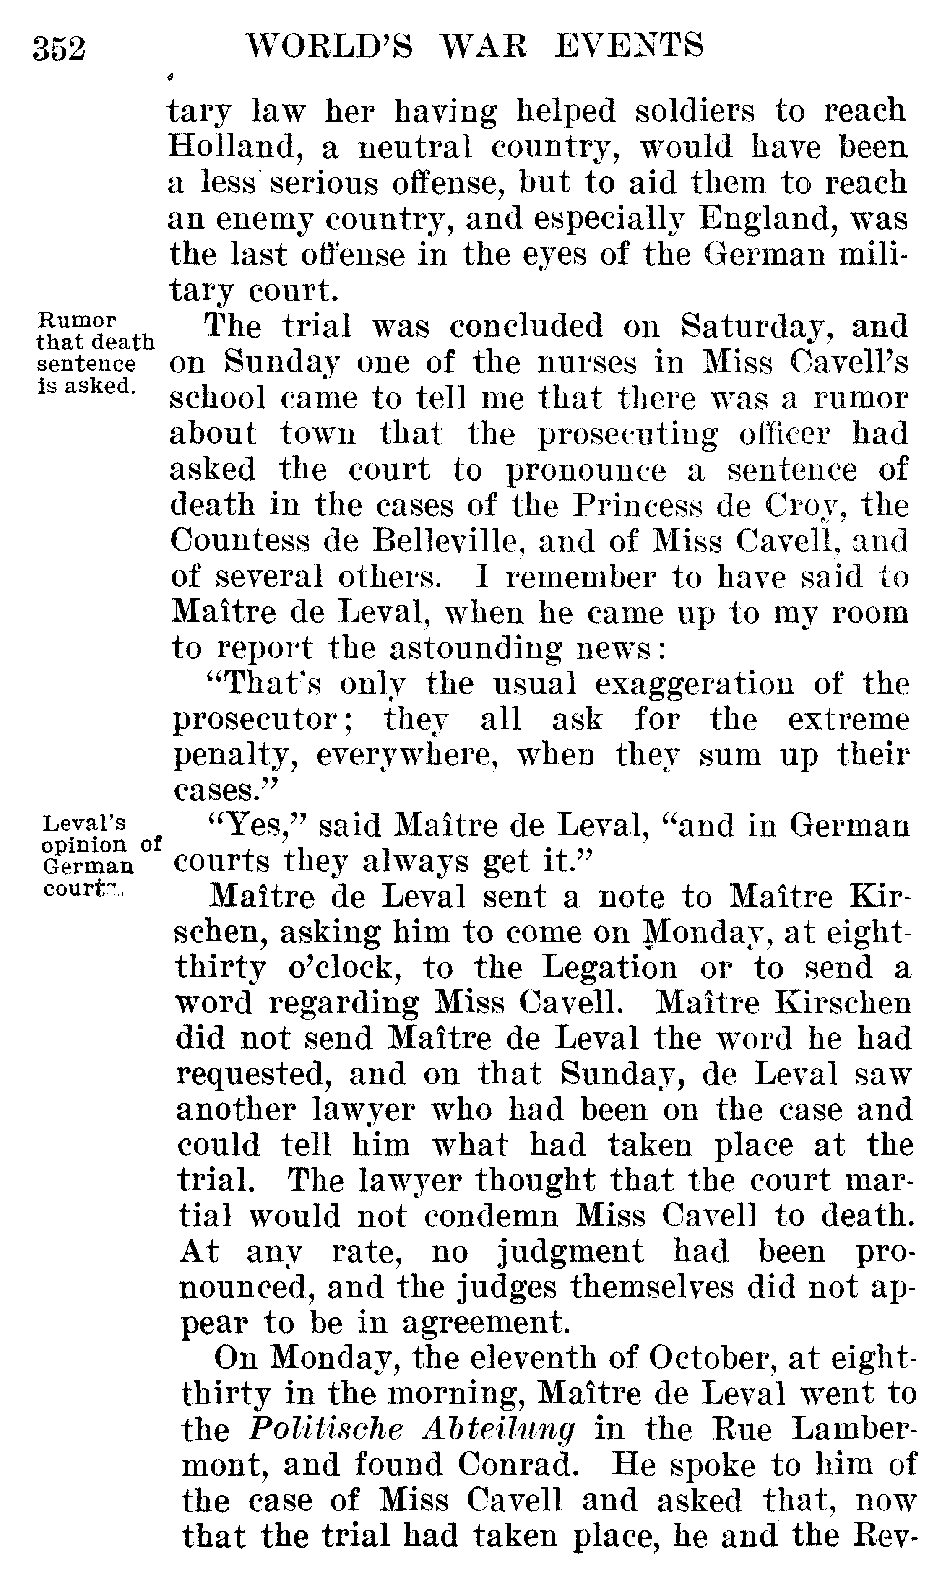 352 WORLD'S WAR EVENTS
tary law her having helped soldiers to reach
Holland, a neutral country, would have been
a less serious offense, but to aid them to reach
an enemy country, and especially England, was
the last offense in the eyes of the German mili-
tary court.
Rumor
that death
sentence
is asked.
The trial was concluded on Saturday, and
on Sunday one of the nurses in Miss Cavell's
school came to tell me that there was a rumor
about town that the prosecuting officer had
asked the court to pronounce a sentence of
death in the cases of the Princess de Croy, the
Countess de Belleville, and of Miss Cavell, and
of several others. I remember to have said to
Maître de Leval, when he came up to my room
to report the astounding news:
"That's only the usual exaggeration of the
prosecutor; they all ask for the extreme
penalty, everywhere, when they sum up their
cases."
Leval's
opinion of
German
courts.
"Yes," said Maître de Leval, "and in German
courts they always get it."
Maître de Leval sent a note to Maître Kir-
schen, asking him to come on Monday, at eight-
thirty o'clock, to the Legation or to send a
word regarding Miss Cavell. Maître Kirschen
did not send Maître de Leval the word he had
requested, and on that Sunday, de Leval saw
another lawyer who had been on the case and
could tell him what had taken place at the
trial. The lawyer thought that the court mar-
tial would not condemn Miss Cavell to death.
At any rate, no judgment had been pro-
nounced, and the judges themselves did not ap-
pear to be in agreement.
On Monday, the eleventh of October, at eight-
thirty in the morning, Maître de Leval went to
the Politische Abteilung in the Rue Lamber-
mont, and found Conrad. He spoke to him of
the case of Miss Cavell and asked that, now
that the trial had taken place, he and the Rev-